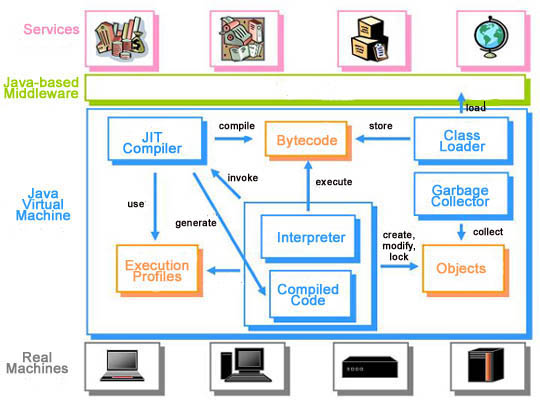 Services
Java-based
Middleware
load
JIT
Compiler
compile
Bytecode
store
Class
Loader
invoke
execute
Java
Virtual
Machine
Garbage
Collector
use
generate
Interpreter
create,
modify,
lock
collect
Execution
Profiles
Compiled
Code
Objects
Real
Machines